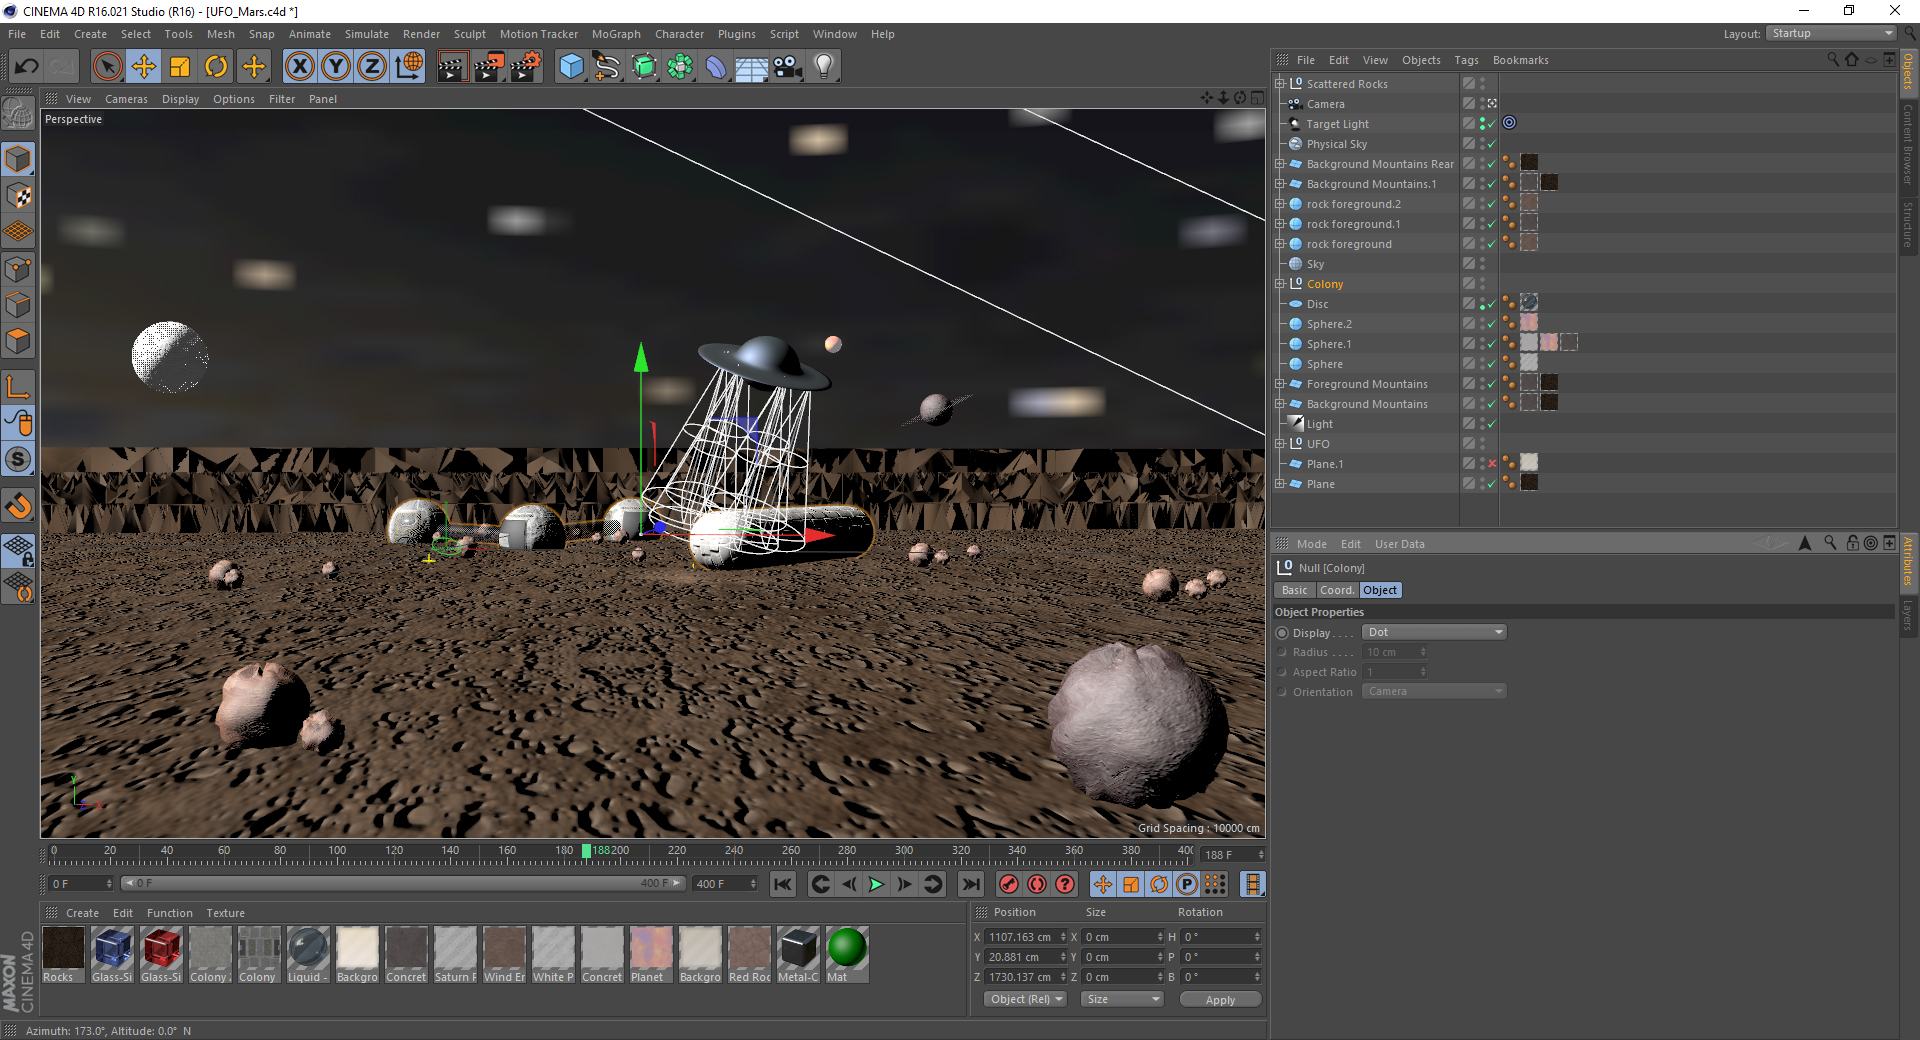 CINEMA 4D R16.021 Studio (R16) - [UFO_Mars.c4d *]
File Edit Create Select Tools Mesh Snap Animate Simulate Render Sculpt Motion Tracker MoGraph Character Plugins Script Window Help
Layout: Startup
View Cameras Display Options Filter Panel
Perspective
Grid Spacing : 10000 cm
File Edit View Objects Tags Bookmarks
Scattered Rocks
Camera
Target Light
Physical Sky
Background Mountains Rear
Background Mountains.1
rock foreground.2
rock foreground.1
rock foreground
Sky
Colony
Disc
Sphere.2
Sphere.1
Sphere
Foreground Mountains
Background Mountains
Light
UFO
Plane.1
Plane
Objects
Content Browser
Structure
Mode Edit User Data
Null [Colony]
Basic Coord. Object
Object Properties
Display . . . . Dot
Radius . . . . 10 cm
Aspect Ratio 1
Orientation Camera
Attributes
Layers
0 20 40 60 80 100 120 140 160 180 188 200 220 240 260 280 300 320 340 360 380 400
188 F
0 F 0 F 400 F 400 F
Create Edit Function Texture
Rocks Glass-Si Glass-Si Colony Colony Liquid - Backgro Concret Saturn F Wind Er White P Concret Planet Backgro Red Roc Metal-C Mat
Position Size Rotation
X 1107.163 cm X 0 cm H 0 °
Y 20.881 cm Y 0 cm P 0 °
Z 1730.137 cm Z 0 cm B 0 °
Object (Rel) Size Apply
MAXON
CINEMA 4D
Azimuth: 173.0°, Altitude: 0.0° N